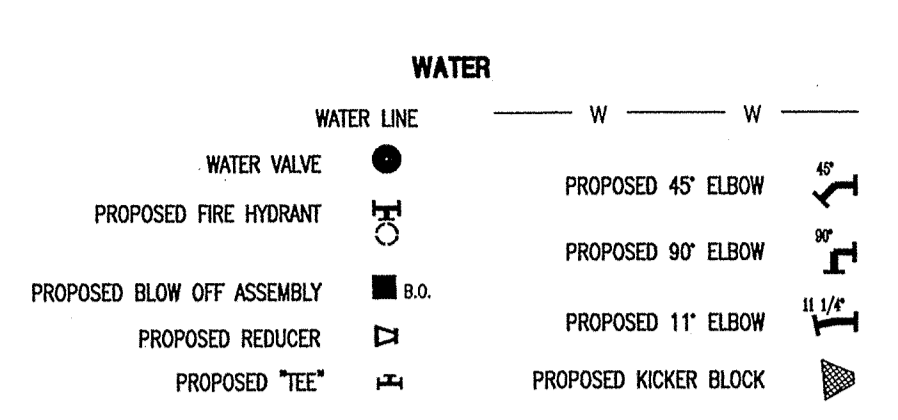 WATER
WATER LINE
W W
WATER VALVE
PROPOSED FIRE HYDRANT
PROPOSED BLOW OFF ASSEMBLY
B.O.
PROPOSED REDUCER
PROPOSED "TEE"
PROPOSED 45° ELBOW
45°
PROPOSED 90° ELBOW
90°
PROPOSED 11° ELBOW
11 1/4°
PROPOSED KICKER BLOCK